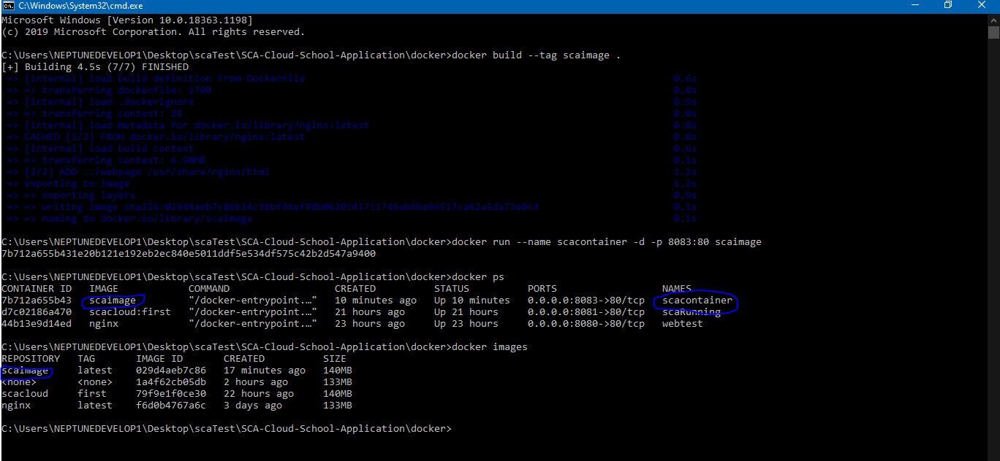 C:\Windows\System32\cmd.exe
Microsoft Windows [Version 10.0.18363.1198]
(c) 2019 Microsoft Corporation. All rights reserved.
C:\Users\NEPTUNEDEVELOP1\Desktop\scaTest\SCA-Cloud-School-Application\docker>docker build --tag scaimage .
[+] Building 4.5s (7/7) FINISHED
=> [internal] load build definition from Dockerfile 0.6s
=> => transferring dockerfile: 170B 0.0s
=> [internal] load .dockerignore 0.9s
=> => transferring context: 2B 0.0s
=> [internal] load metadata for docker.io/library/nginx:latest 0.0s
=> CACHED [1/2] FROM docker.io/library/nginx:latest 0.0s
=> [internal] load build context 0.6s
=> => transferring context: 6.90MB 0.1s
=> [2/2] ADD ../webpage /usr/share/nginx/html 1.2s
=> exporting to image 1.3s
=> => exporting layers 0.9s
=> => writing image 0.1s
=> => naming to docker.io/library/scaimage 0.1s
C:\Users\NEPTUNEDEVELOP1\Desktop\scaTest\SCA-Cloud-School-Application\docker>docker run --name scacontainer -d -p 8083:80 scaimage
7b712a655b431e20b121e192eb2ec840e5011ddf5e534df575c42b2d547a9400
C:\Users\NEPTUNEDEVELOP1\Desktop\scaTest\SCA-Cloud-School-Application\docker>docker ps
CONTAINER ID IMAGE COMMAND CREATED STATUS PORTS NAMES
7b712a655b43 scaimage "/docker-entrypoint.…" 10 minutes ago Up 10 minutes 0.0.0.0:8083->80/tcp scacontainer
d7c02186a470 scacloud:first "/docker-entrypoint.…" 21 hours ago Up 21 hours 0.0.0.0:8081->80/tcp scaRunning
44b13e9d14ed nginx "/docker-entrypoint.…" 23 hours ago Up 23 hours 0.0.0.0:8080->80/tcp webtest
C:\Users\NEPTUNEDEVELOP1\Desktop\scaTest\SCA-Cloud-School-Application\docker>docker images
REPOSITORY TAG IMAGE ID CREATED SIZE
scaimage latest 029d4aeb7c86 17 minutes ago 140MB
<none> <none> 1a4f62cb05db 2 hours ago 133MB
scacloud first 79f9e1f0ce30 22 hours ago 140MB
nginx latest f6d0b4767a6c 3 days ago 133MB
C:\Users\NEPTUNEDEVELOP1\Desktop\scaTest\SCA-Cloud-School-Application\docker>